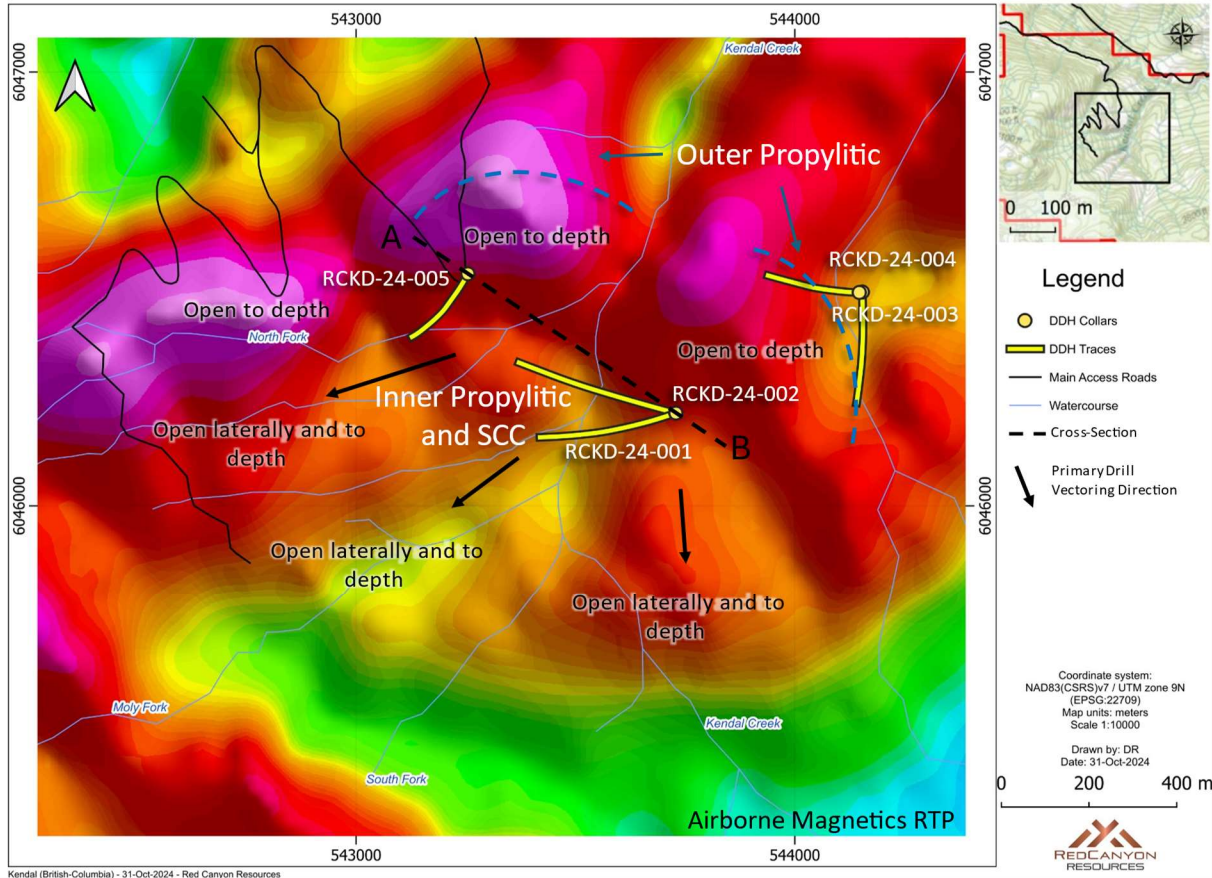 543000
544000
6047000
6047000
Kendal Creek
Outer Propylitic
A
Open to depth
RCKD-24-005
RCKD-24-004
Open to depth
RCKD-24-003
North Fork
Open to depth
Inner Propylitic
and SCC
RCKD-24-002
Open laterally and to
depth
RCKD-24-001
B
6046000
6046000
Open laterally and to
depth
Open laterally and to
depth
Moly Fork
Kendal Creek
South Fork
Airborne Magnetics RTP
543000
544000
Kendal (British-Columbia) - 31-Oct-2024 - Red Canyon Resources
0 100 m
Legend
DDH Collars
DDH Traces
Main Access Roads
Watercourse
Cross-Section
Primary Drill
Vectoring Direction
Coordinate system:
NAD83(CSRS)v7 / UTM zone 9N
(EPSG:22709)
Map units: meters
Scale 1:10000
Drawn by: DR
Date: 31-Oct-2024
0 200 400 m
REDCANYON
RESOURCES